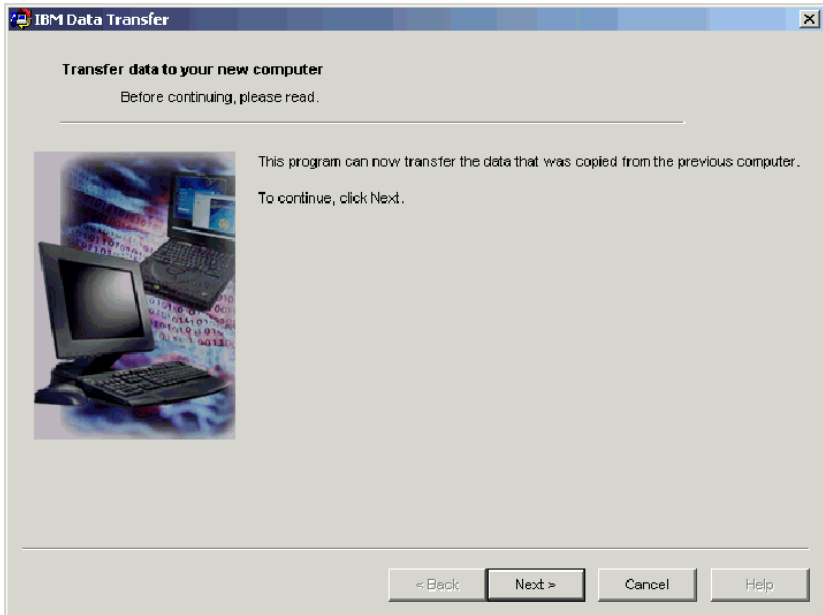 IBM Data Transfer
Transfer data to your new computer
Before continuing, please read.
This program can now transfer the data that was copied from the previous computer.
To continue, click Next.
< Back
Next >
Cancel
Help